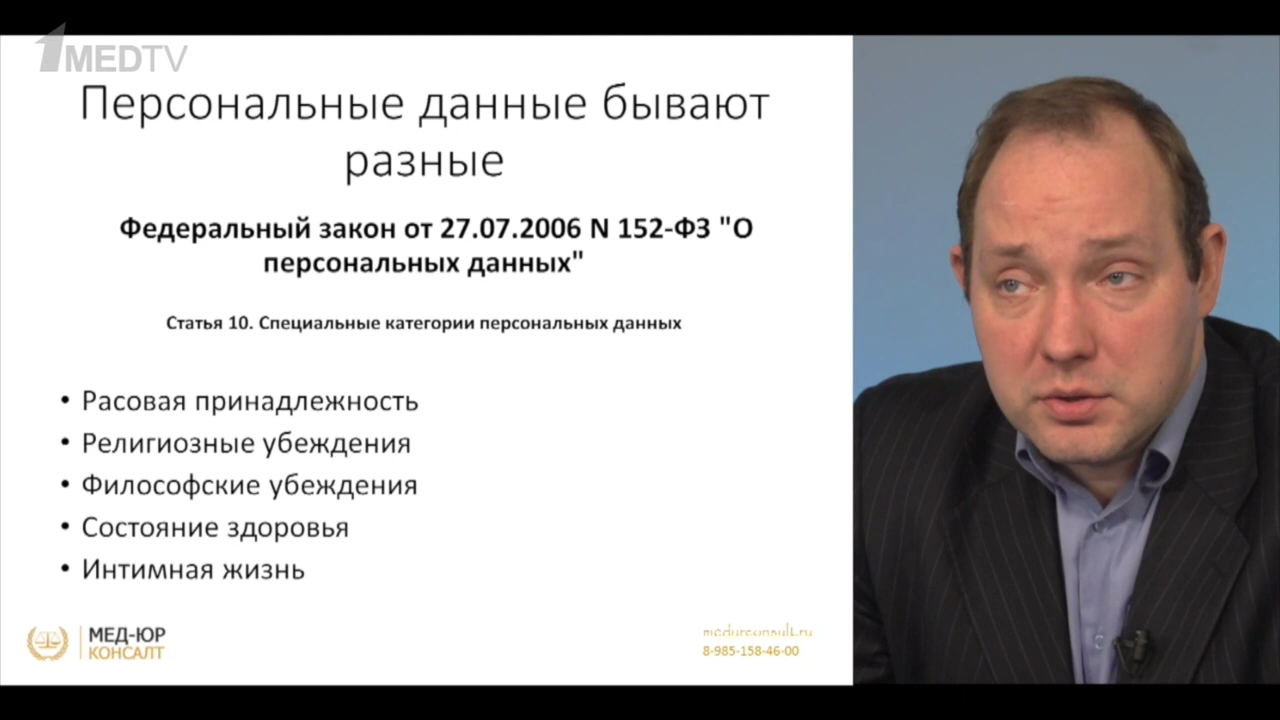 1MEDTV
Персональные данные бывают
разные
Федеральный закон от 27.07.2006 N 152-ФЗ "О
персональных данных"
Статья 10. Специальные категории персональных данных
• Расовая принадлежность
• Религиозные убеждения
• Философские убеждения
• Состояние здоровья
• Интимная жизнь
МЕД-ЮР
КОНСАЛТ
medurconsult.ru
8-985-158-46-00